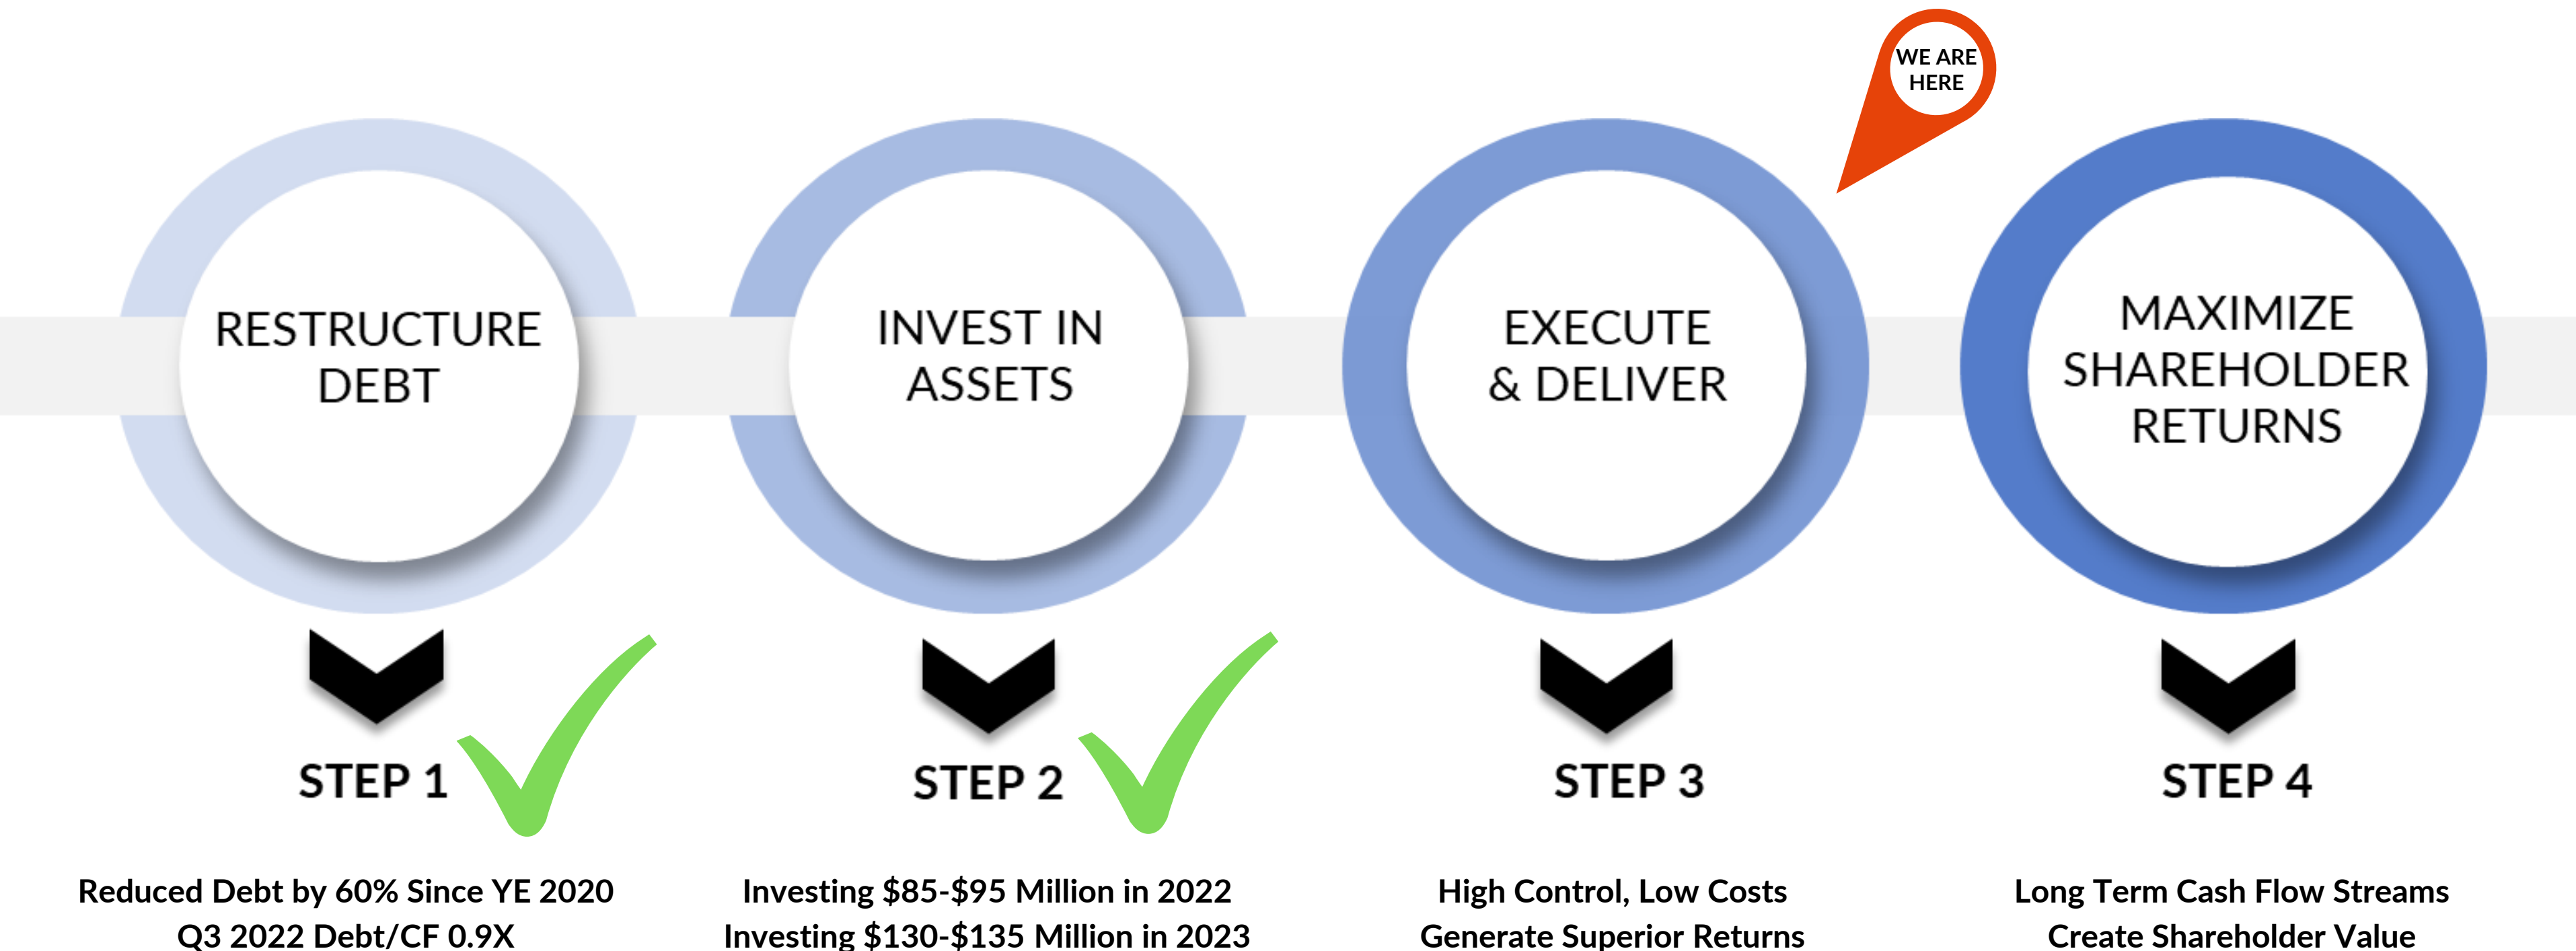 WE ARE
HERE
RESTRUCTURE
DEBT
INVEST IN
ASSETS
EXECUTE
& DELIVER
MAXIMIZE
SHAREHOLDER
RETURNS
STEP 1
STEP 2
STEP 3
STEP 4
Reduced Debt by 60% Since YE 2020
Q3 2022 Debt/CF 0.9X
Investing $85-$95 Million in 2022
Investing $130-$135 Million in 2023
High Control, Low Costs
Generate Superior Returns
Long Term Cash Flow Streams
Create Shareholder Value